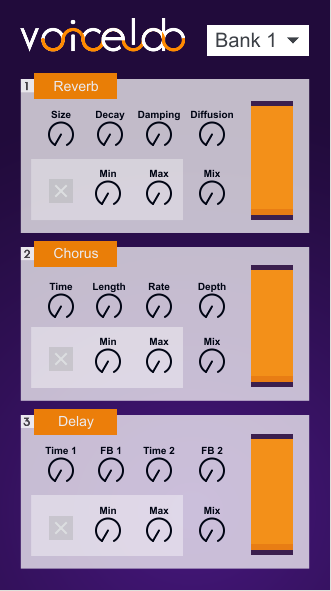 voicelab
Bank 1
1 Reverb
Size Decay Damping Diffusion
Min Max Mix
2 Chorus
Time Length Rate Depth
Min Max Mix
3 Delay
Time 1 FB 1 Time 2 FB 2
Min Max Mix